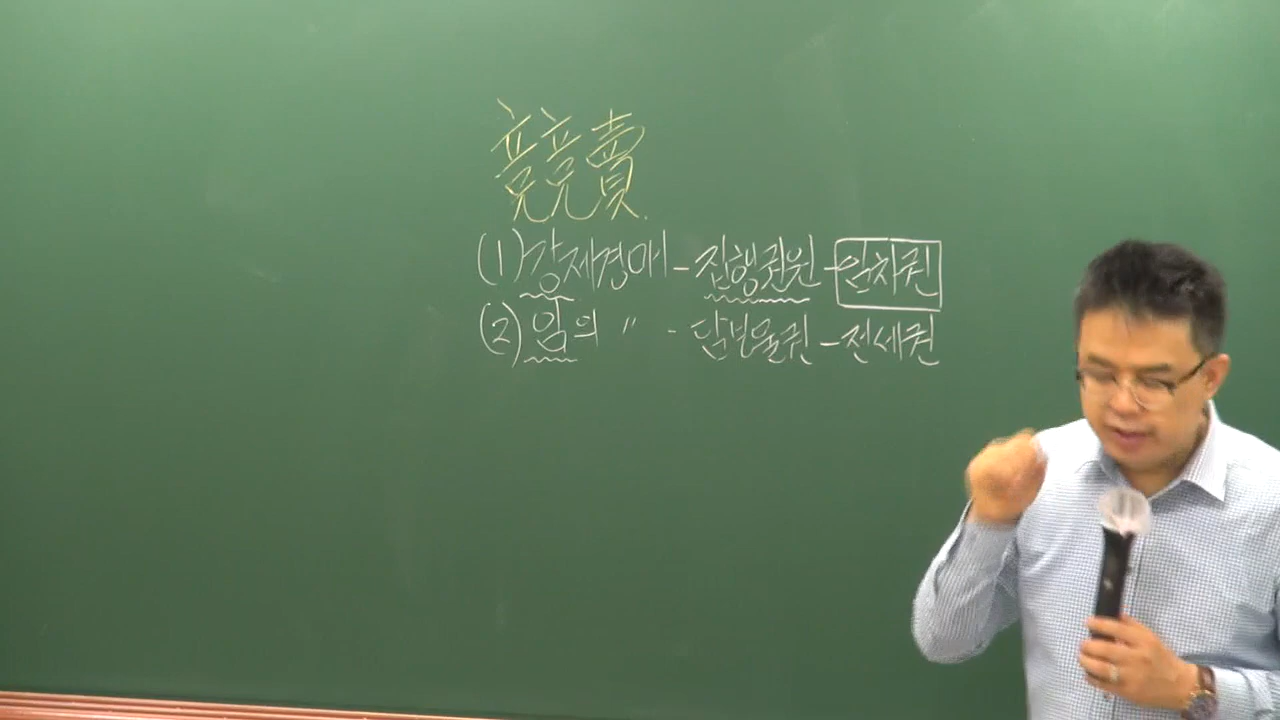 競賣.
(1) 강제경매 - 집행권원 - 임차권
(2) 임의 〃 - 담보물권 - 전세권